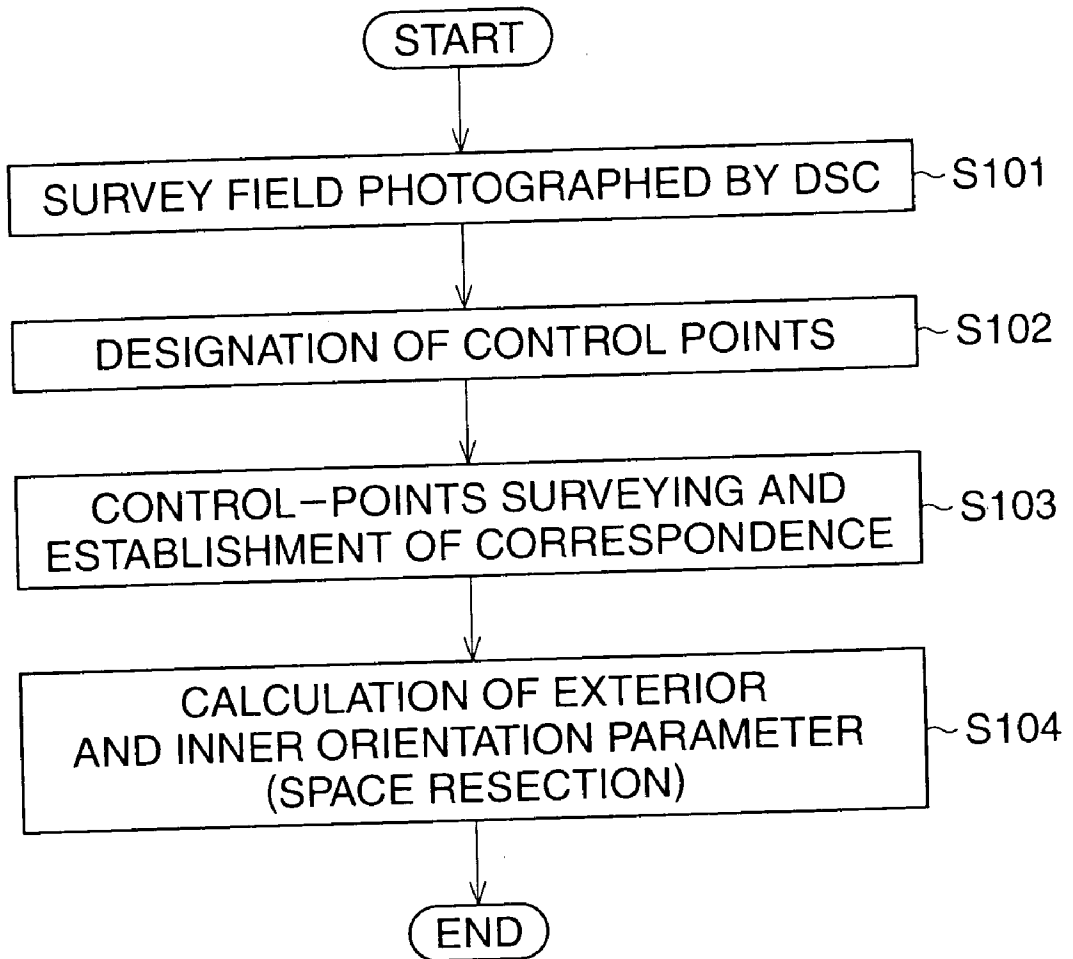 START
SURVEY FIELD PHOTOGRAPHED BY DSC
S101
DESIGNATION OF CONTROL POINTS
S102
CONTROL-POINTS SURVEYING AND
ESTABLISHMENT OF CORRESPONDENCE
S103
CALCULATION OF EXTERIOR
AND INNER ORIENTATION PARAMETER
(SPACE RESECTION)
S104
END